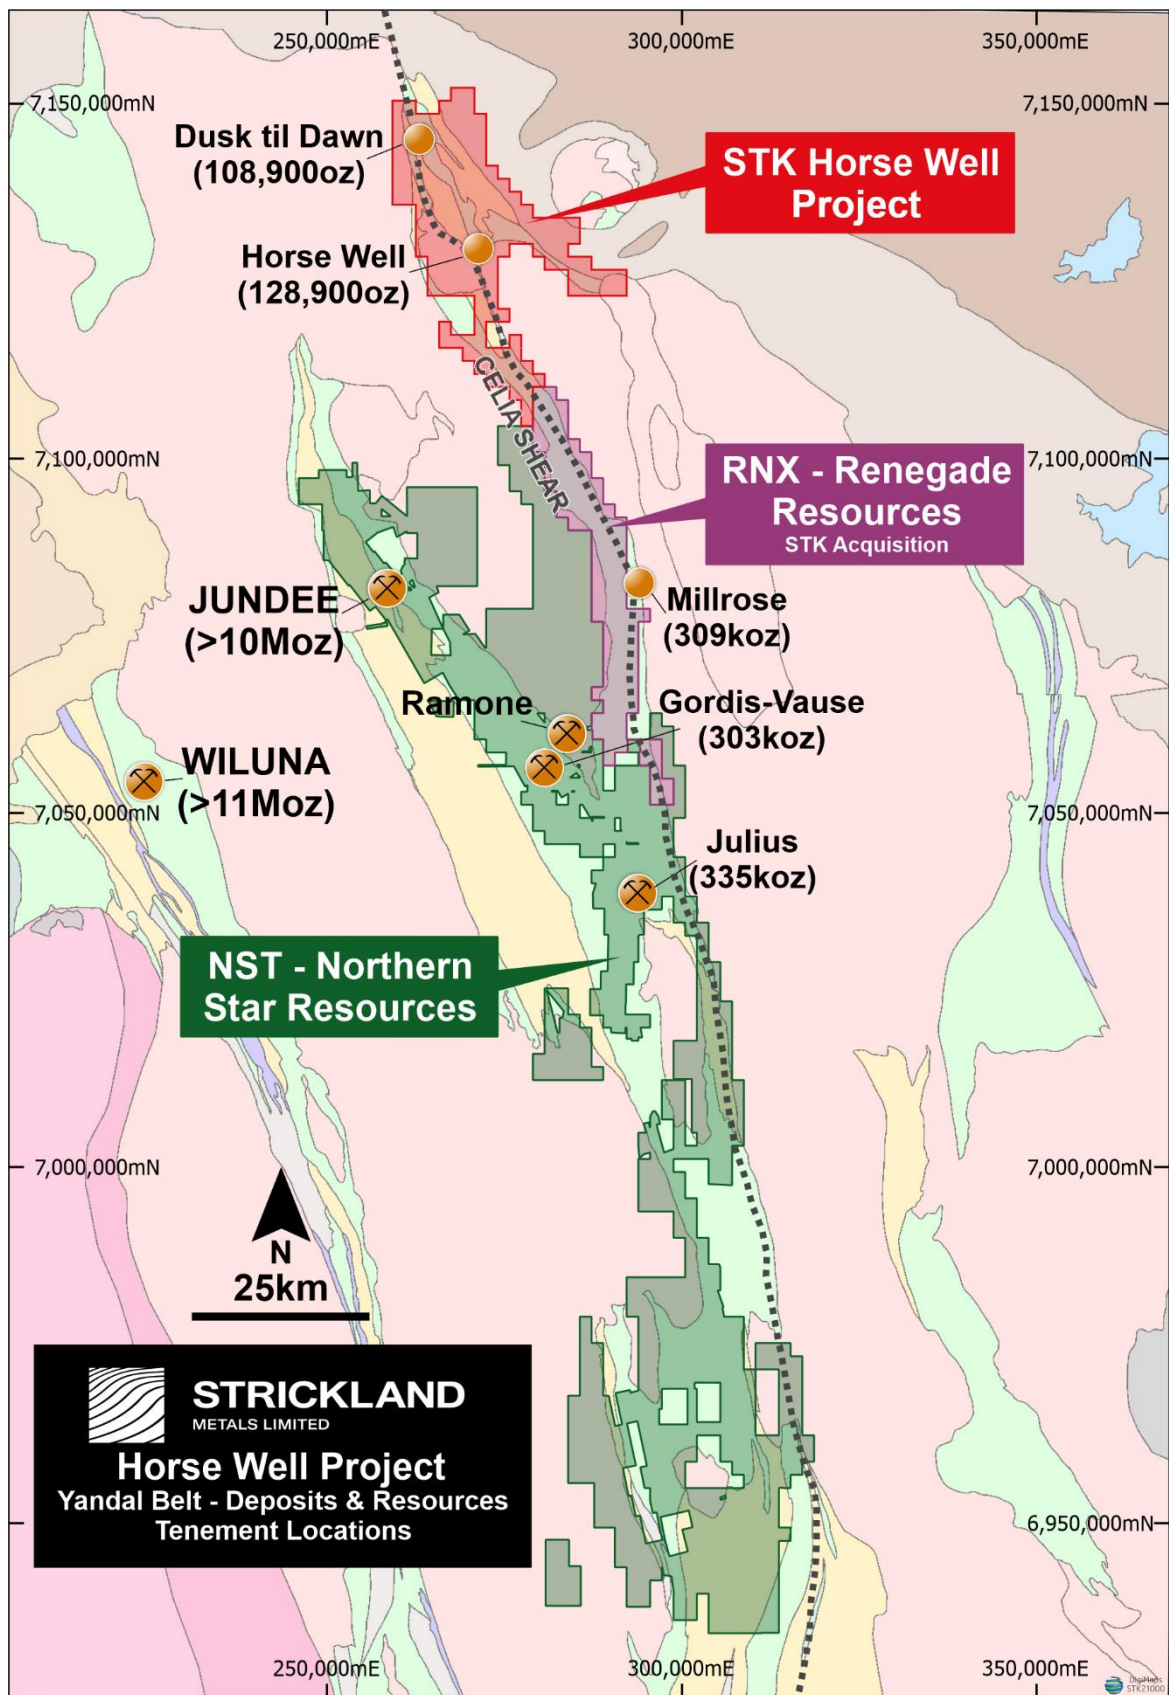 250,000mE
300,000mE
350,000mE
7,150,000mN
7,150,000mN
Dusk til Dawn
(108,900oz)
STK Horse Well
Project
Horse Well
(128,900oz)
CELIA SHEAR
7,100,000mN
7,100,000mN
RNX - Renegade
Resources
STK Acquisition
JUNDEE
(>10Moz)
Millrose
(309koz)
Ramone
Gordis-Vause
(303koz)
WILUNA
(>11Moz)
7,050,000mN
7,050,000mN
Julius
(335koz)
NST - Northern
Star Resources
7,000,000mN
7,000,000mN
N
25km
STRICKLAND
METALS LIMITED
Horse Well Project
Yandal Belt - Deposits & Resources
Tenement Locations
6,950,000mN
250,000mE
300,000mE
350,000mE
DigiMaps
STK21000